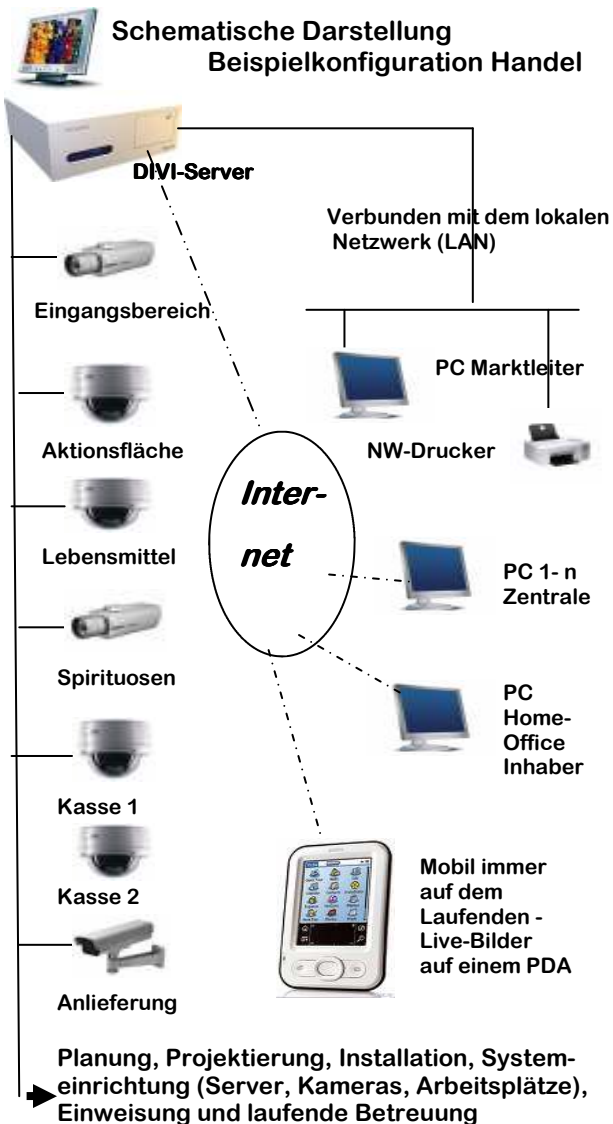 Schematische Darstellung
Beispielkonfiguration Handel
DIVI-Server
Verbunden mit dem lokalen
Netzwerk (LAN)
Eingangsbereich
PC Marktleiter
Aktionsfläche
NW-Drucker
Inter-
net
Lebensmittel
PC 1- n
Zentrale
Spirituosen
PC
Home-
Office
Inhaber
Kasse 1
Kasse 2
Mobil immer
auf dem
Laufenden -
Live-Bilder
auf einem PDA
Anlieferung
Planung, Projektierung, Installation, System-
einrichtung (Server, Kameras, Arbeitsplätze),
Einweisung und laufende Betreuung